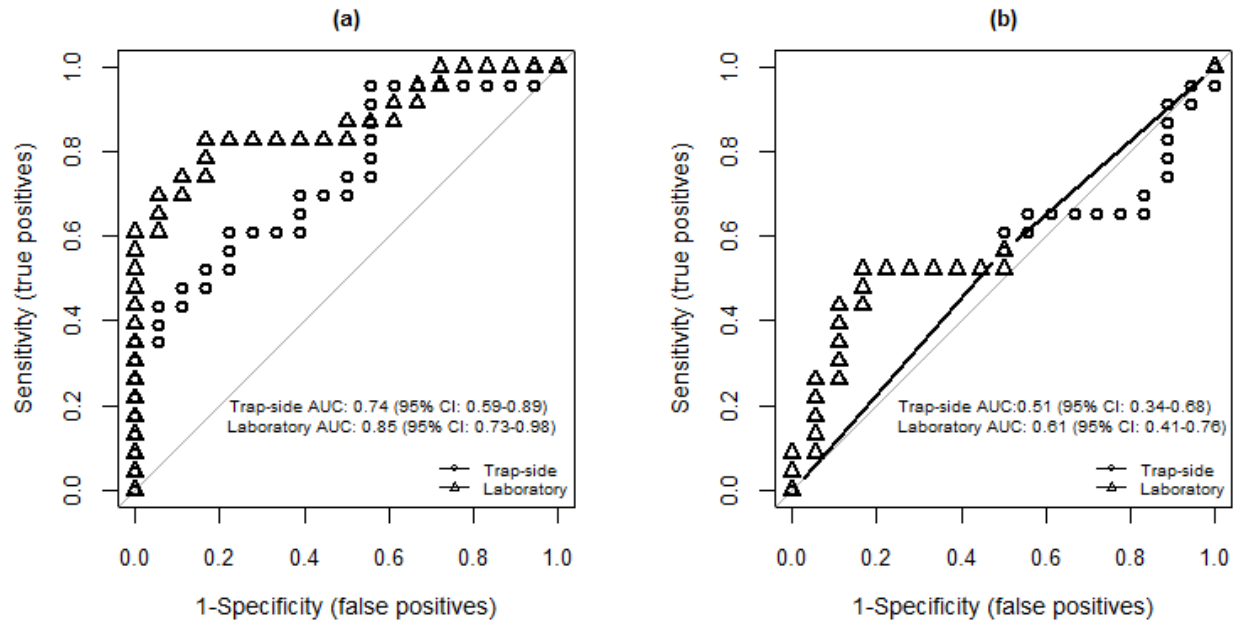 (a)
Sensitivity (true positives)
1.0
0.8
0.6
0.4
0.2
0.0
Trap-side AUC: 0.74 (95% CI: 0.59-0.89)
Laboratory AUC: 0.85 (95% CI: 0.73-0.98)
Trap-side
Laboratory
0.0 0.2 0.4 0.6 0.8 1.0
1-Specificity (false positives)
(b)
Sensitivity (true positives)
1.0
0.8
0.6
0.4
0.2
0.0
Trap-side AUC:0.51 (95% CI: 0.34-0.68)
Laboratory AUC: 0.61 (95% CI: 0.41-0.76)
Trap-side
Laboratory
0.0 0.2 0.4 0.6 0.8 1.0
1-Specificity (false positives)